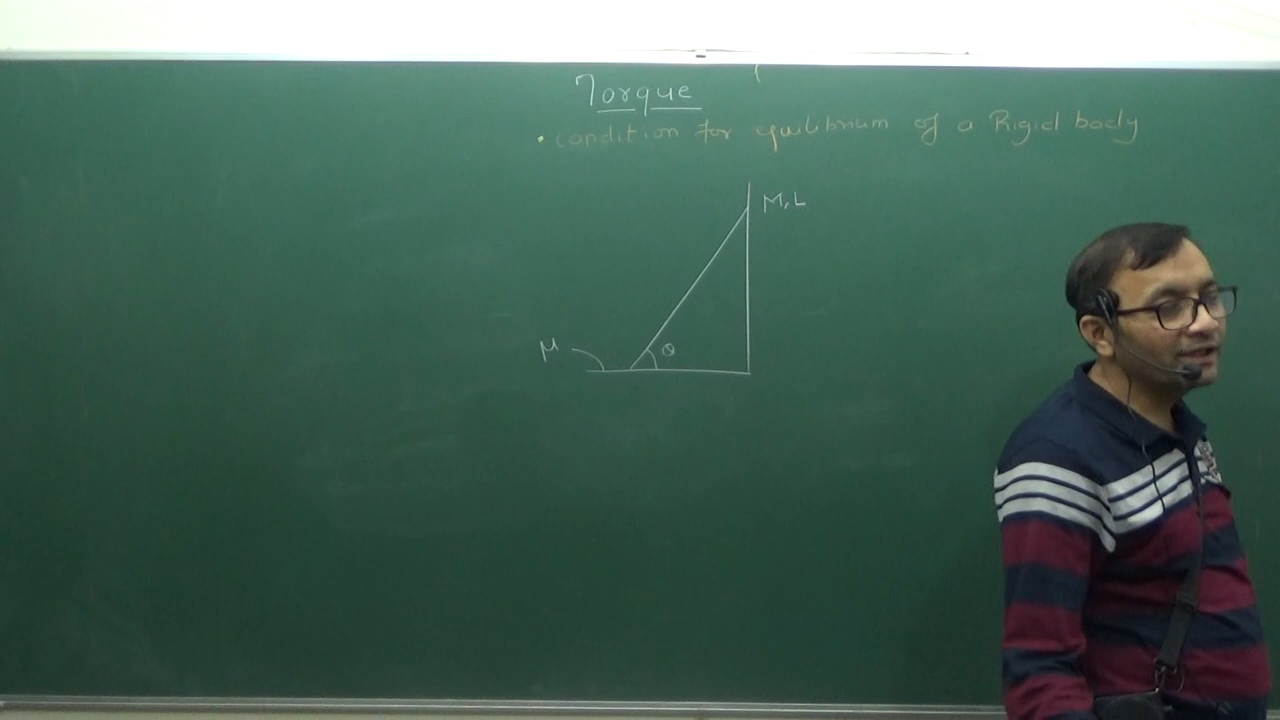 Torque
• condition for equilibrium of a Rigid body
M, L
μ
θ